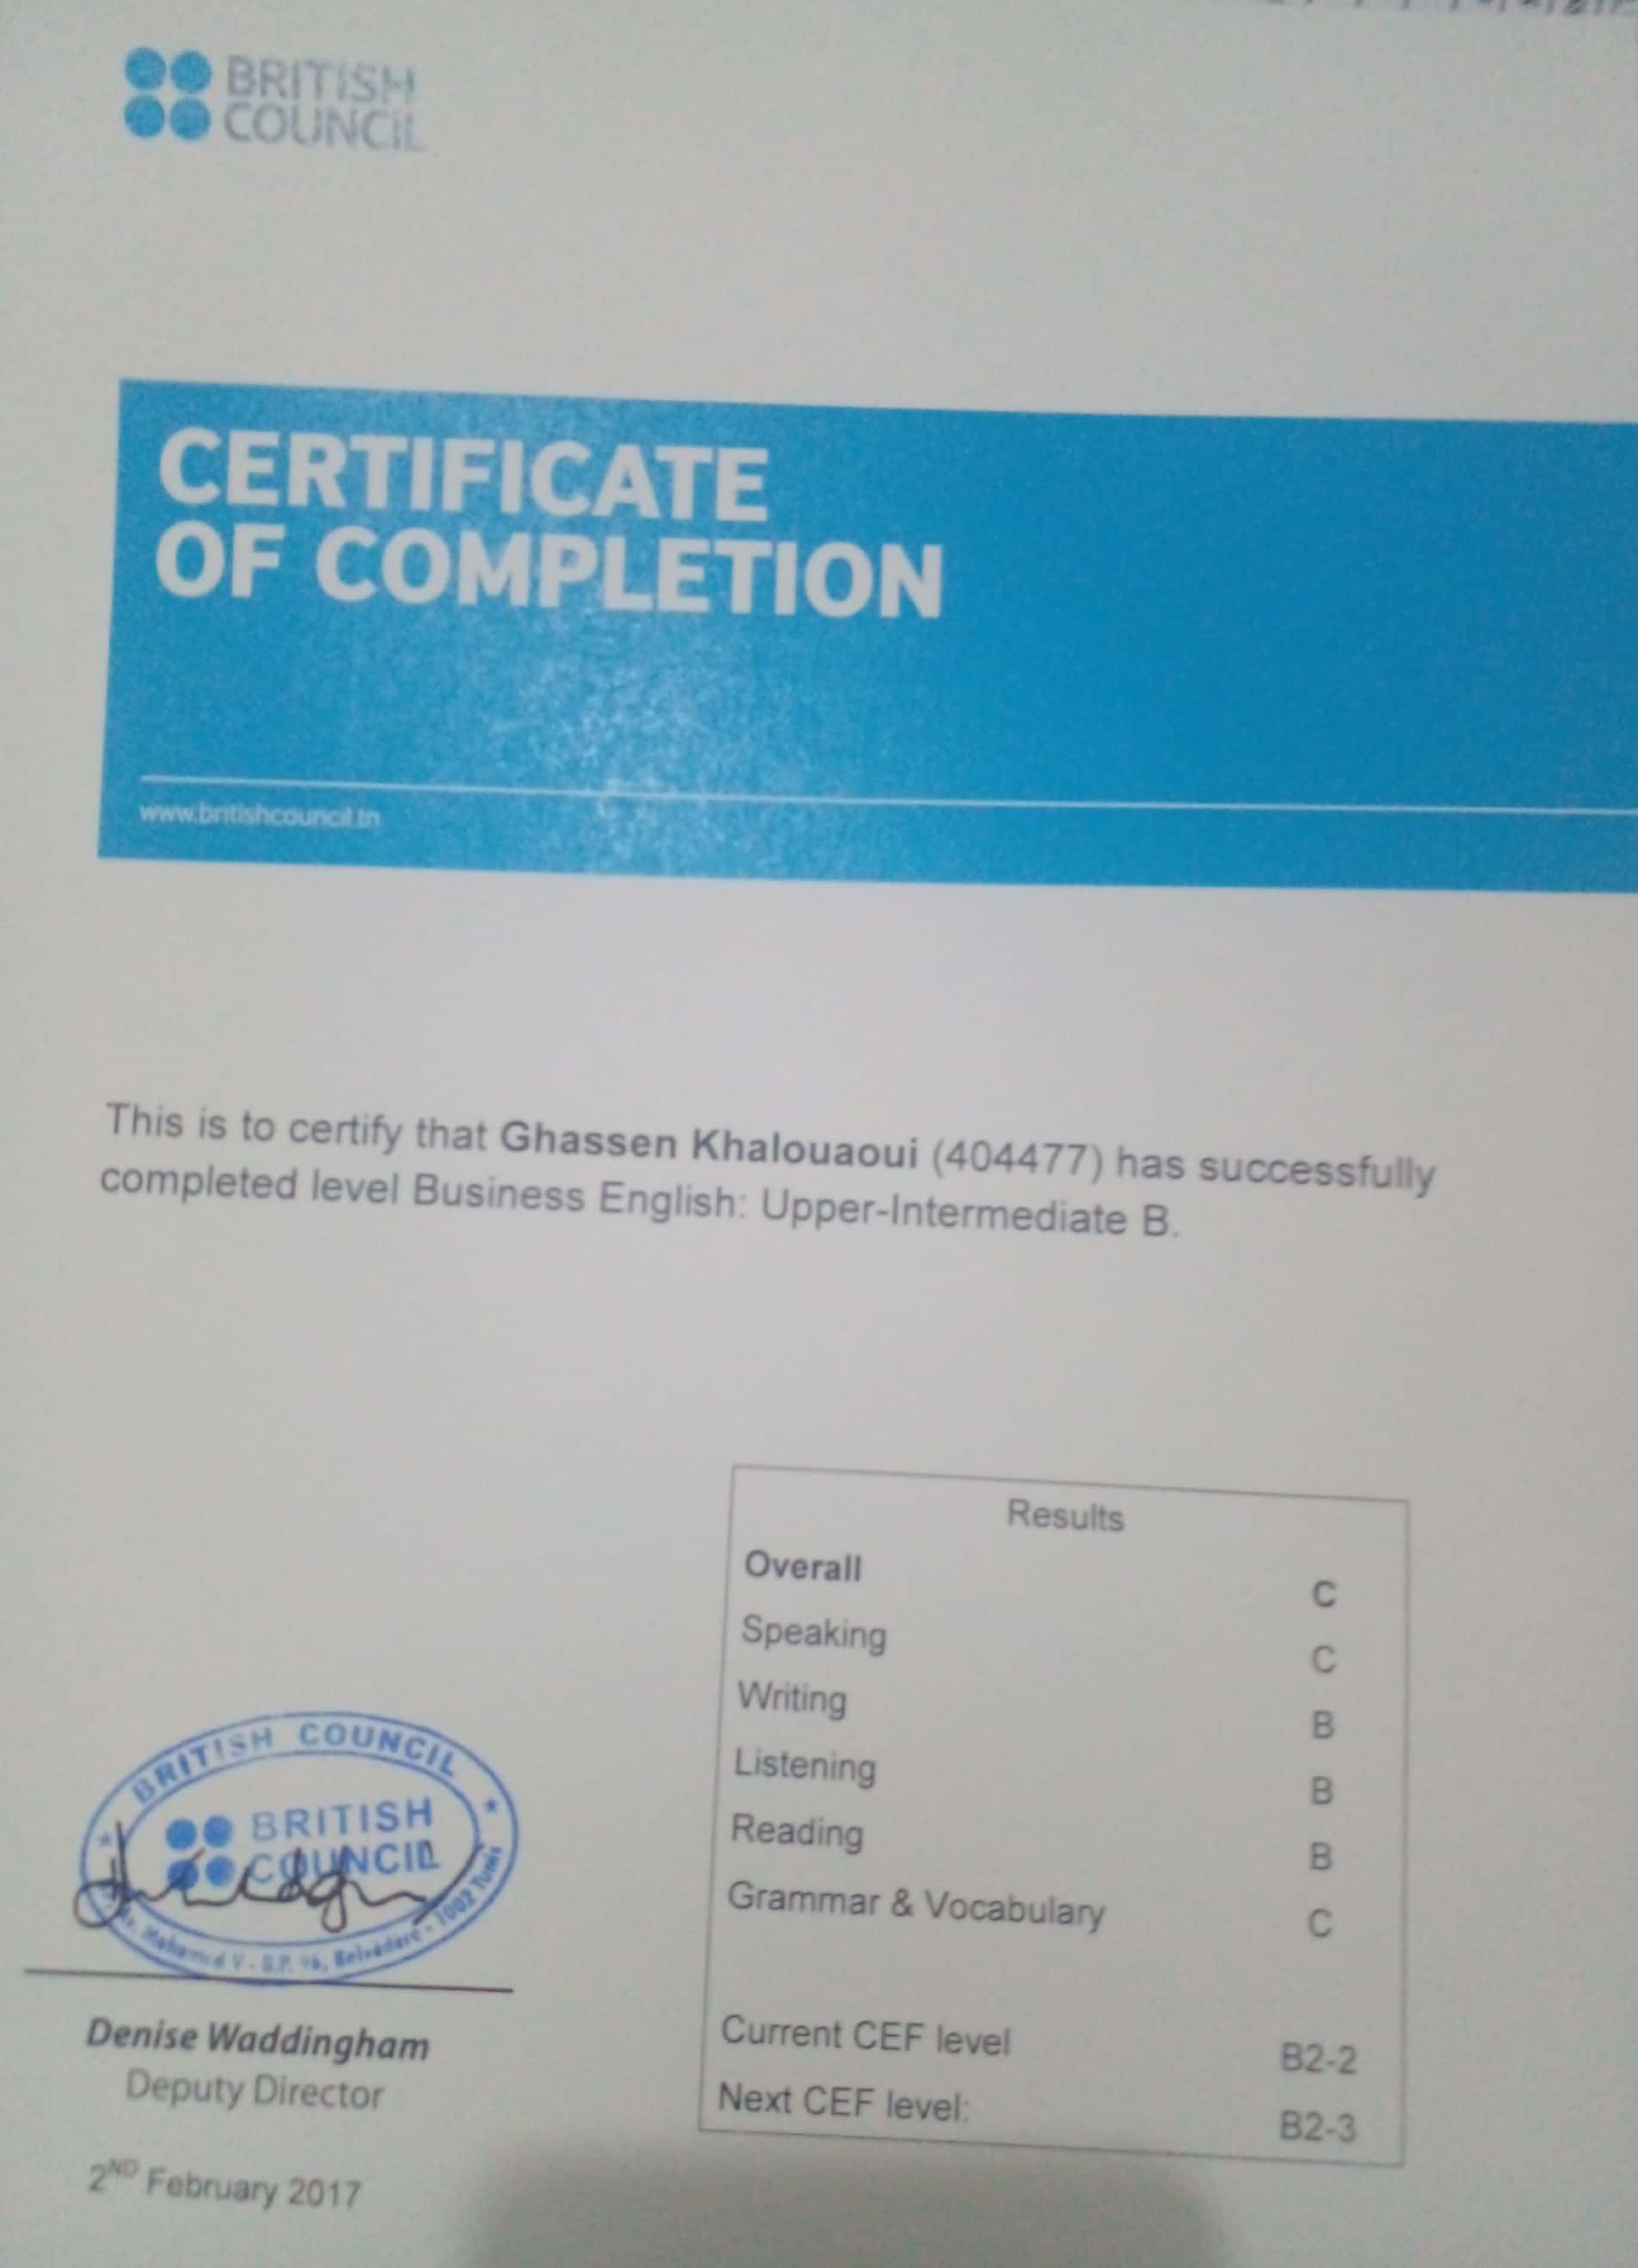 BRITISH
COUNCIL
CERTIFICATE
OF COMPLETION
www.britishcouncil.tn
This is to certify that Ghassen Khalouaoui (404477) has successfully
completed level Business English: Upper-Intermediate B.
Results
Overall C
Speaking C
Writing B
Listening B
Reading B
Grammar & Vocabulary C
Current CEF level B2-2
Next CEF level: B2-3
BRITISH COUNCIL
BRITISH
COUNCIL
Mohamed V - B.P. 96, Belvédère - 1002 Tunis
Denise Waddingham
Deputy Director
2ND February 2017